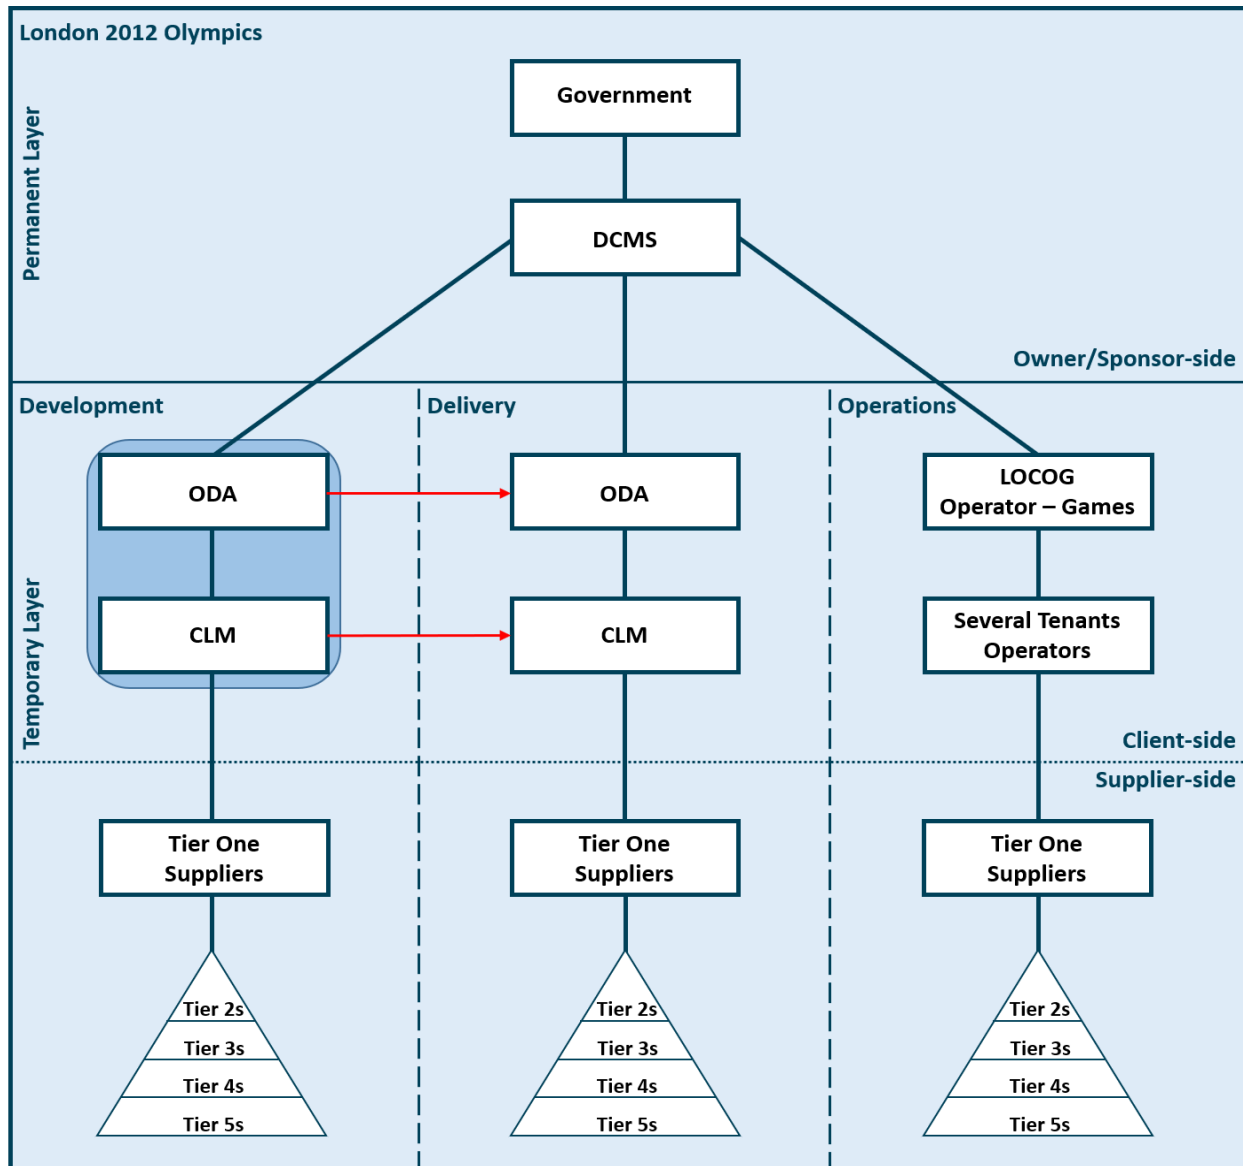 London 2012 Olympics
Permanent Layer
Government
DCMS
Owner/Sponsor-side
Development
Delivery
Operations
Temporary Layer
ODA
ODA
LOCOG
Operator – Games
CLM
CLM
Several Tenants
Operators
Client-side
Supplier-side
Tier One
Suppliers
Tier One
Suppliers
Tier One
Suppliers
Tier 2s
Tier 3s
Tier 4s
Tier 5s
Tier 2s
Tier 3s
Tier 4s
Tier 5s
Tier 2s
Tier 3s
Tier 4s
Tier 5s